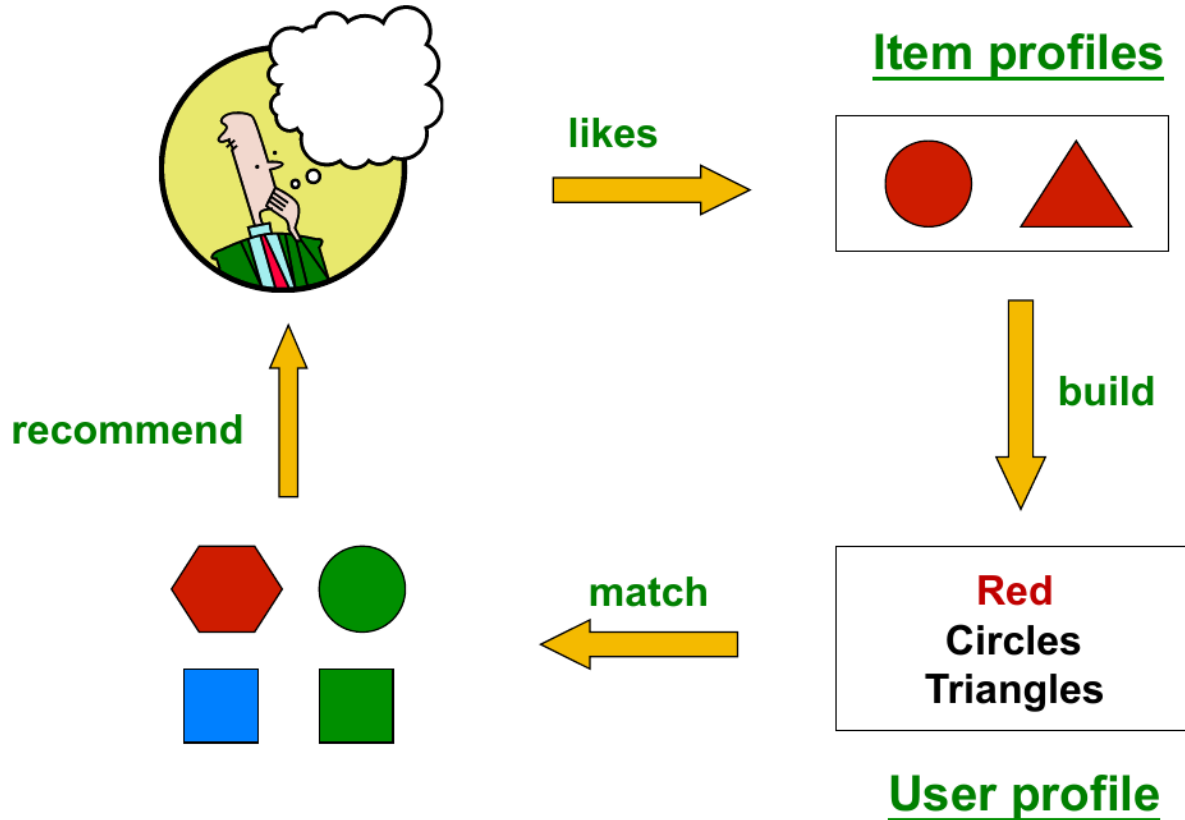 Item profiles
likes
build
recommend
match
Red
Circles
Triangles
User profile